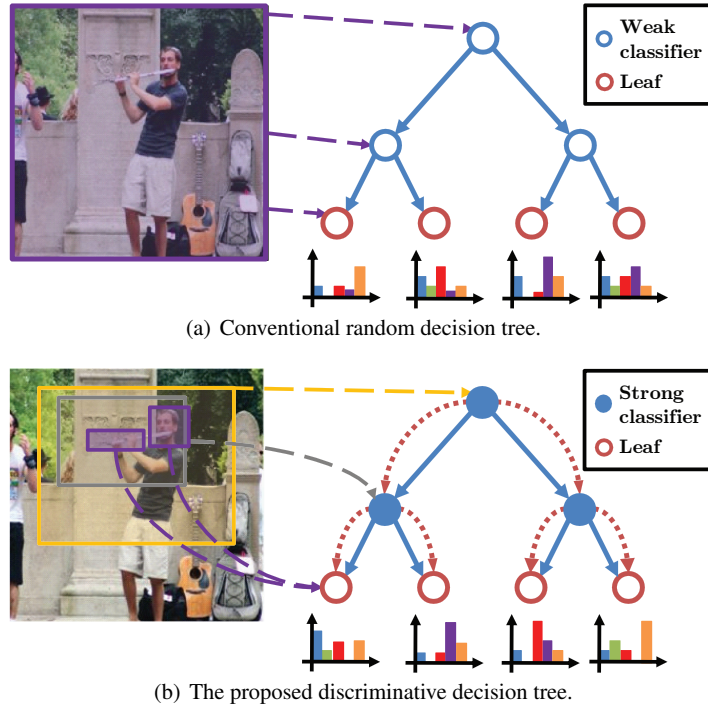 Weak
classifier
Leaf
(a) Conventional random decision tree.
Strong
classifier
Leaf
(b) The proposed discriminative decision tree.